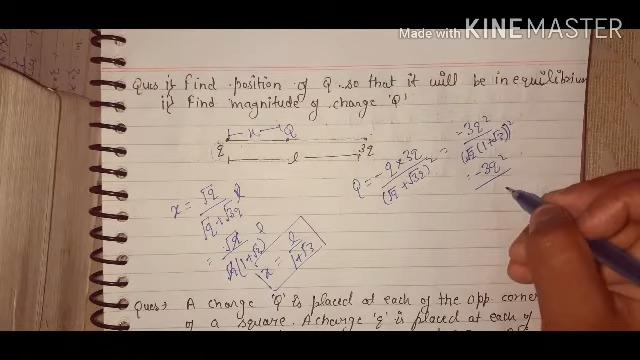 Made with KINEMASTER
Ques i) find position of Q so that it will be in equilibrium
ii) find magnitude of charge 'Q'
x Q
q l 3q
x = √q / (√q + √3q) l
= √q / (√q (1+√3)) l
x = l / (1+√3)
Q = -q × 3q / (√q + √3q)² = -3q² / (√q (1+√3))²
= -3q²
Ques: A charge 'Q' is placed at each of the opp. corner
of a square. A charge 'q' is placed at each of